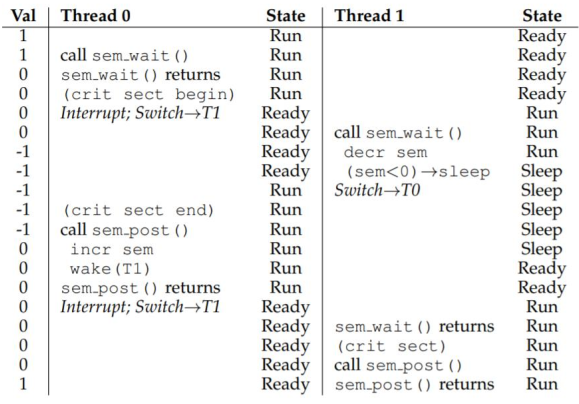 Val Thread 0 State Thread 1 State
1 Run Ready
1 call sem_wait() Run Ready
0 sem_wait() returns Run Ready
0 (crit sect begin) Run Ready
0 Interrupt; Switch→T1 Ready Run
0 Ready call sem_wait() Run
-1 Ready decr sem Run
-1 Ready (sem<0)→sleep Sleep
-1 Run Switch→T0 Sleep
-1 (crit sect end) Run Sleep
-1 call sem_post() Run Sleep
0 incr sem Run Sleep
0 wake(T1) Run Ready
0 sem_post() returns Run Ready
0 Interrupt; Switch→T1 Ready Run
0 Ready sem_wait() returns Run
0 Ready (crit sect) Run
0 Ready call sem_post() Run
1 Ready sem_post() returns Run